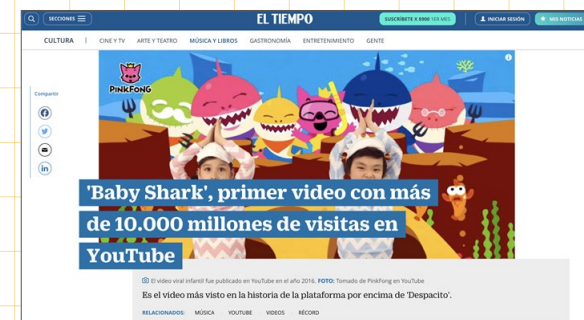 SECCIONES
EL TIEMPO
SUSCRÍBETE X $900 1ER MES
INICIAR SESIÓN
MIS NOTICIAS
CULTURA | CINE Y TV ARTE Y TEATRO MÚSICA Y LIBROS GASTRONOMÍA ENTRETENIMIENTO GENTE
PINKFONG
Compartir
'Baby Shark', primer video con más
de 10.000 millones de visitas en
YouTube
El video viral infantil fue publicado en YouTube en el año 2016. FOTO: Tomado de PinkFong en YouTube
Es el video más visto en la historia de la plataforma por encima de 'Despacito'.
RELACIONADOS: MÚSICA YOUTUBE VIDEOS RÉCORD